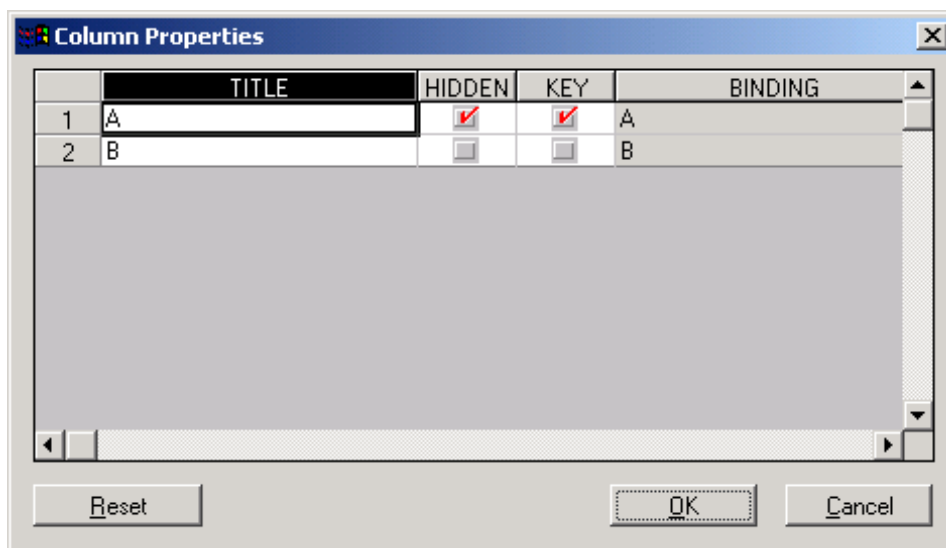 Column Properties
TITLE HIDDEN KEY BINDING
1 A A
2 B B
Reset OK Cancel